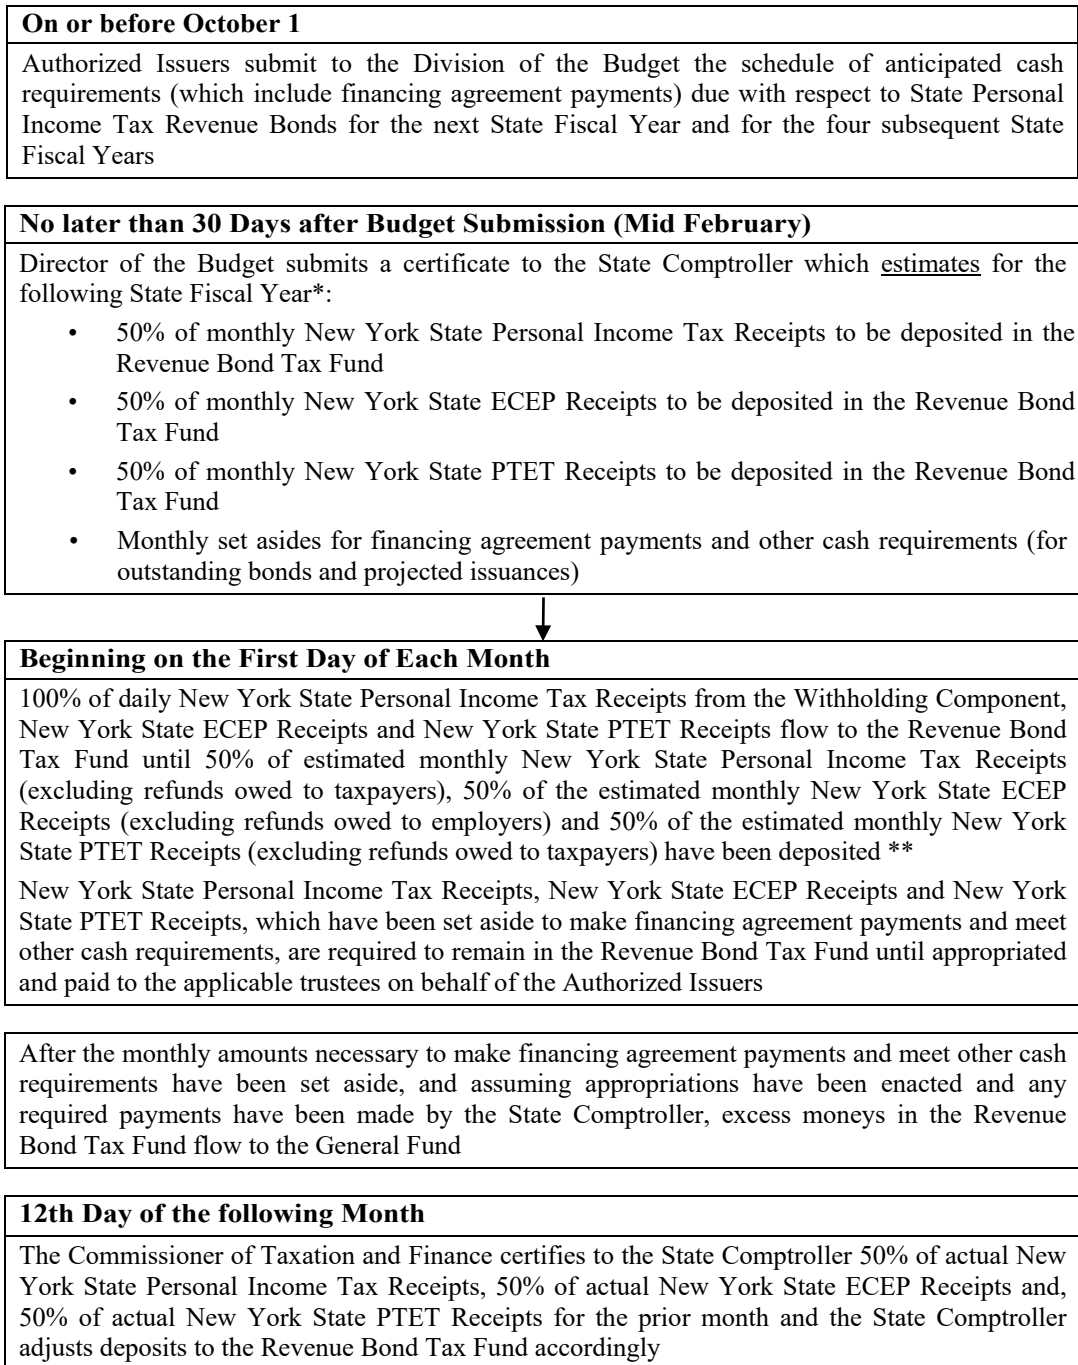 On or before October 1
Authorized Issuers submit to the Division of the Budget the schedule of anticipated cash
requirements (which include financing agreement payments) due with respect to State Personal
Income Tax Revenue Bonds for the next State Fiscal Year and for the four subsequent State
Fiscal Years
No later than 30 Days after Budget Submission (Mid February)
Director of the Budget submits a certificate to the State Comptroller which estimates for the
following State Fiscal Year*:
• 50% of monthly New York State Personal Income Tax Receipts to be deposited in the
Revenue Bond Tax Fund
• 50% of monthly New York State ECEP Receipts to be deposited in the Revenue Bond
Tax Fund
• 50% of monthly New York State PTET Receipts to be deposited in the Revenue Bond
Tax Fund
• Monthly set asides for financing agreement payments and other cash requirements (for
outstanding bonds and projected issuances)
Beginning on the First Day of Each Month
100% of daily New York State Personal Income Tax Receipts from the Withholding Component,
New York State ECEP Receipts and New York State PTET Receipts flow to the Revenue Bond
Tax Fund until 50% of estimated monthly New York State Personal Income Tax Receipts
(excluding refunds owed to taxpayers), 50% of the estimated monthly New York State ECEP
Receipts (excluding refunds owed to employers) and 50% of the estimated monthly New York
State PTET Receipts (excluding refunds owed to taxpayers) have been deposited **
New York State Personal Income Tax Receipts, New York State ECEP Receipts and New York
State PTET Receipts, which have been set aside to make financing agreement payments and meet
other cash requirements, are required to remain in the Revenue Bond Tax Fund until appropriated
and paid to the applicable trustees on behalf of the Authorized Issuers
After the monthly amounts necessary to make financing agreement payments and meet other cash
requirements have been set aside, and assuming appropriations have been enacted and any
required payments have been made by the State Comptroller, excess moneys in the Revenue
Bond Tax Fund flow to the General Fund
12th Day of the following Month
The Commissioner of Taxation and Finance certifies to the State Comptroller 50% of actual New
York State Personal Income Tax Receipts, 50% of actual New York State ECEP Receipts and,
50% of actual New York State PTET Receipts for the prior month and the State Comptroller
adjusts deposits to the Revenue Bond Tax Fund accordingly